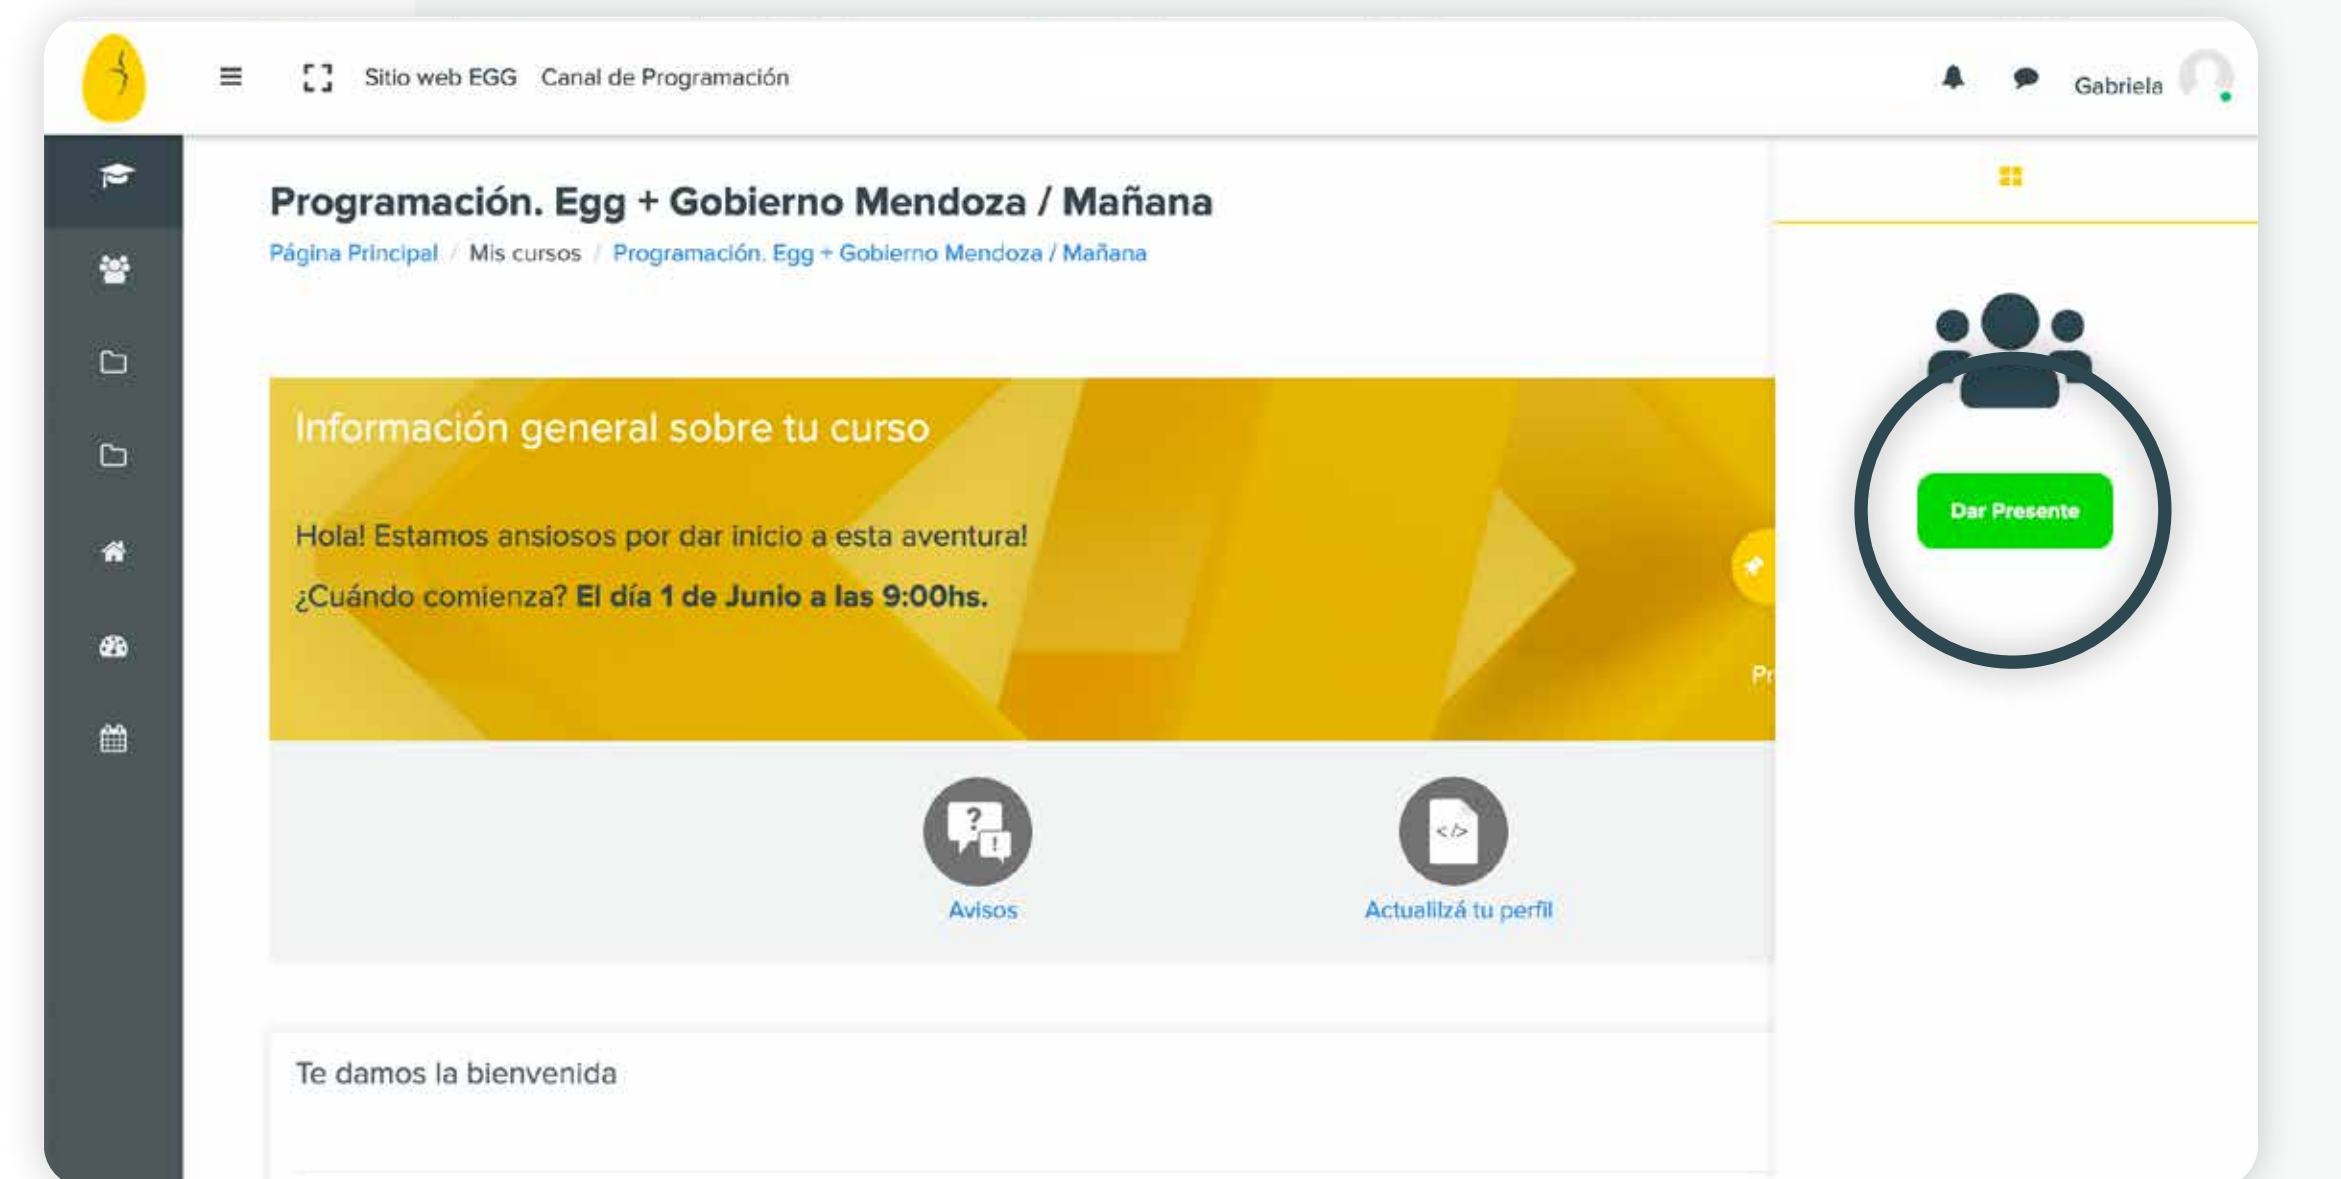 Sitio web EGG Canal de Programación
Gabriela
Programación. Egg + Gobierno Mendoza / Mañana
Página Principal / Mis cursos / Programación. Egg + Gobierno Mendoza / Mañana
Información general sobre tu curso
Hola! Estamos ansiosos por dar inicio a esta aventura!
¿Cuándo comienza? El día 1 de Junio a las 9:00hs.
Dar Presente
Pr
? !
</>
Avisos
Actualilzá tu perfil
Te damos la bienvenida